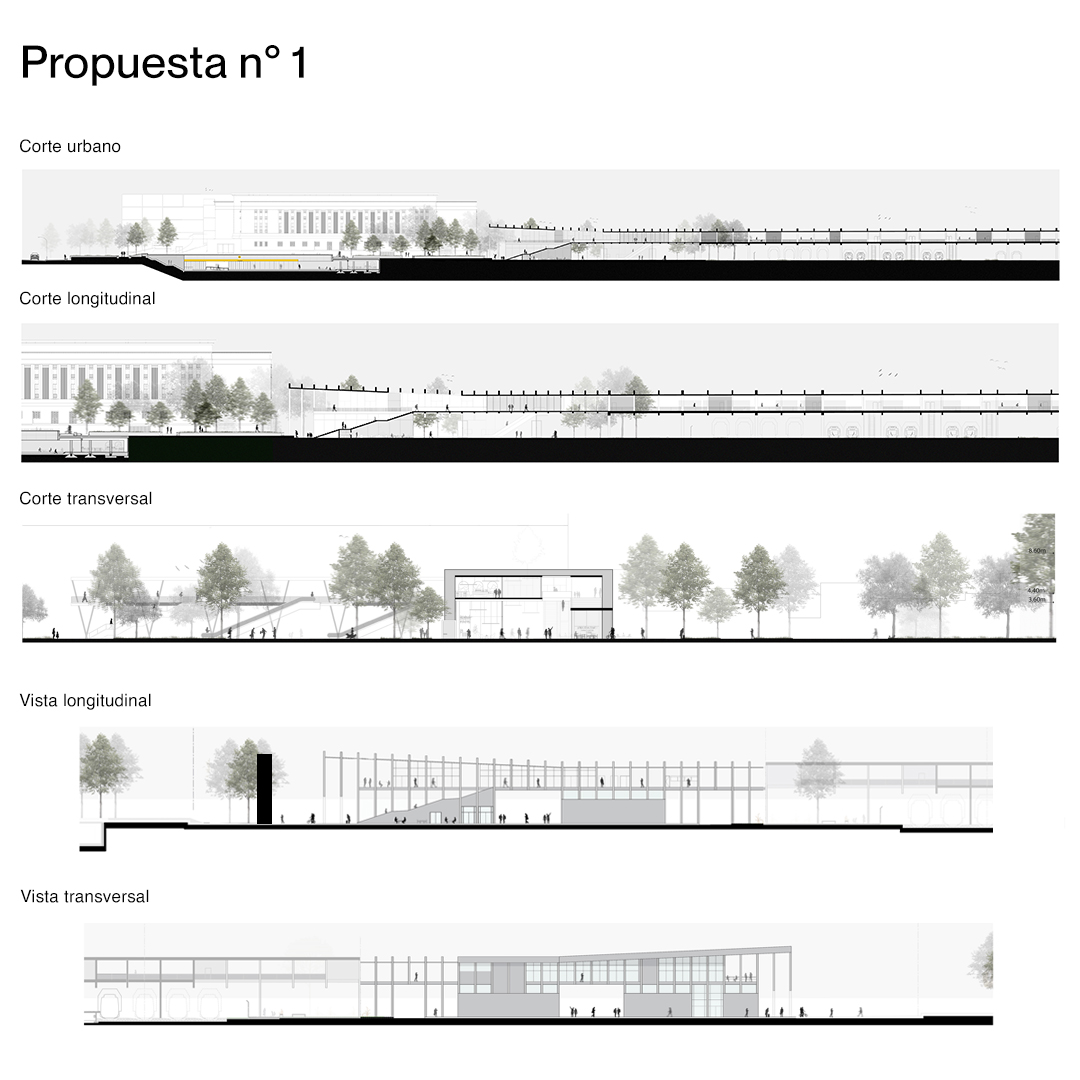 Propuesta n° 1
Corte urbano
Corte longitudinal
Corte transversal
8.60m
4.40m
3.60m
Vista longitudinal
Vista transversal